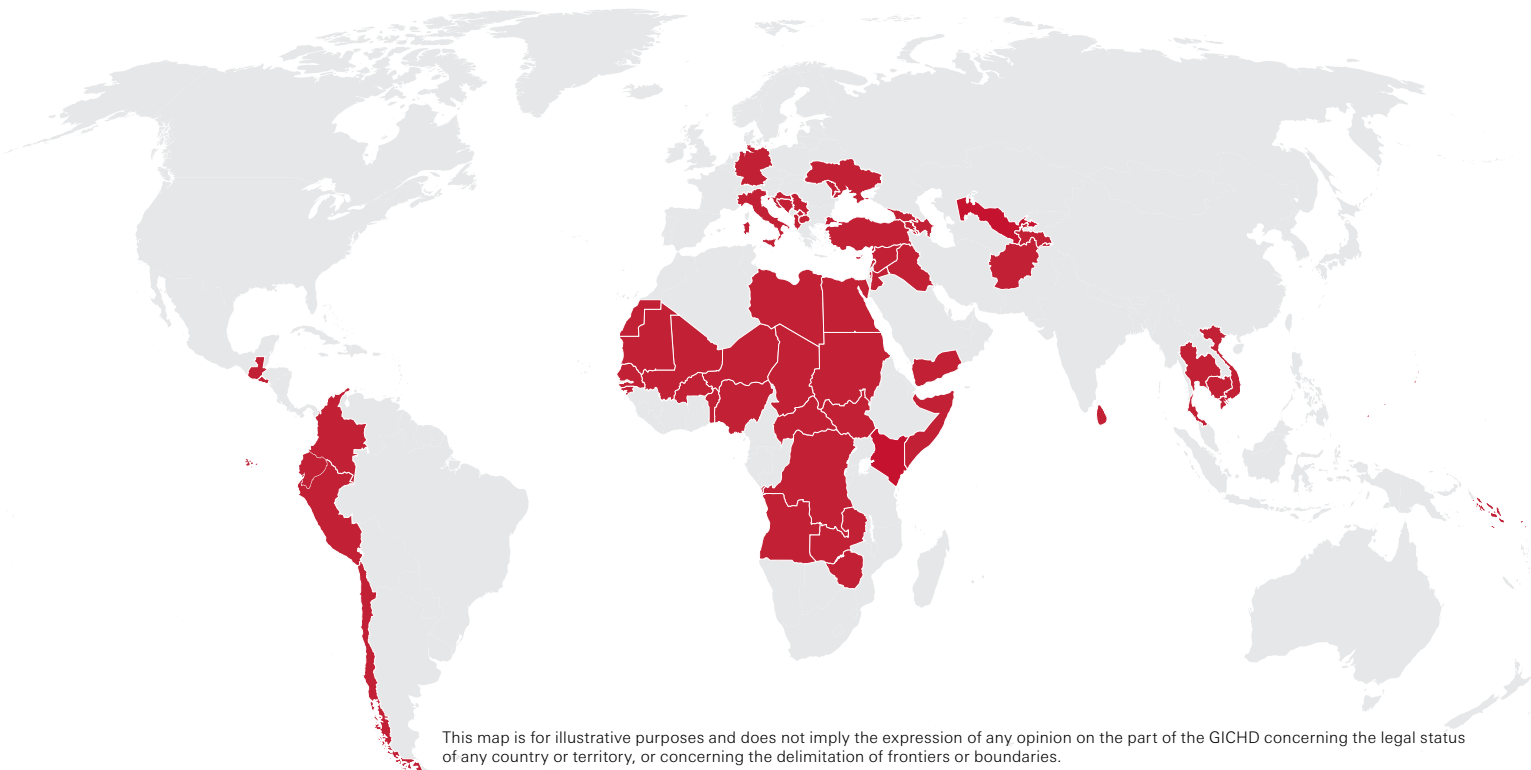 This map is for illustrative purposes and does not imply the expression of any opinion on the part of the GICHD concerning the legal status
of any country or territory, or concerning the delimitation of frontiers or boundaries.